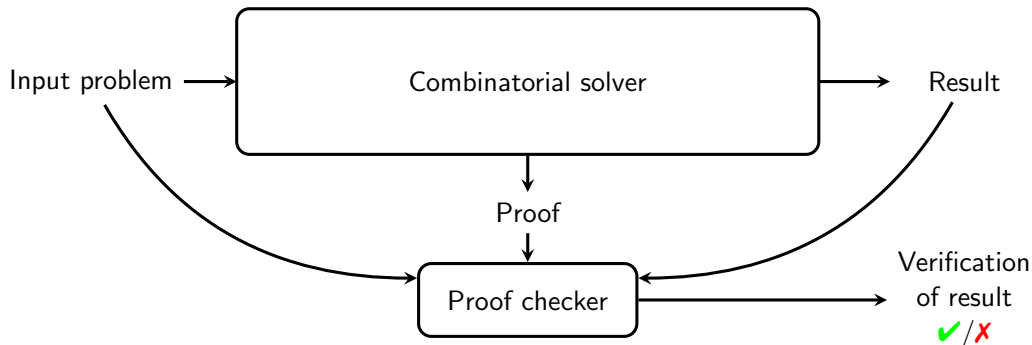 Input problem
Combinatorial solver
Result
Proof
Proof checker
Verification
of result
✔/✗